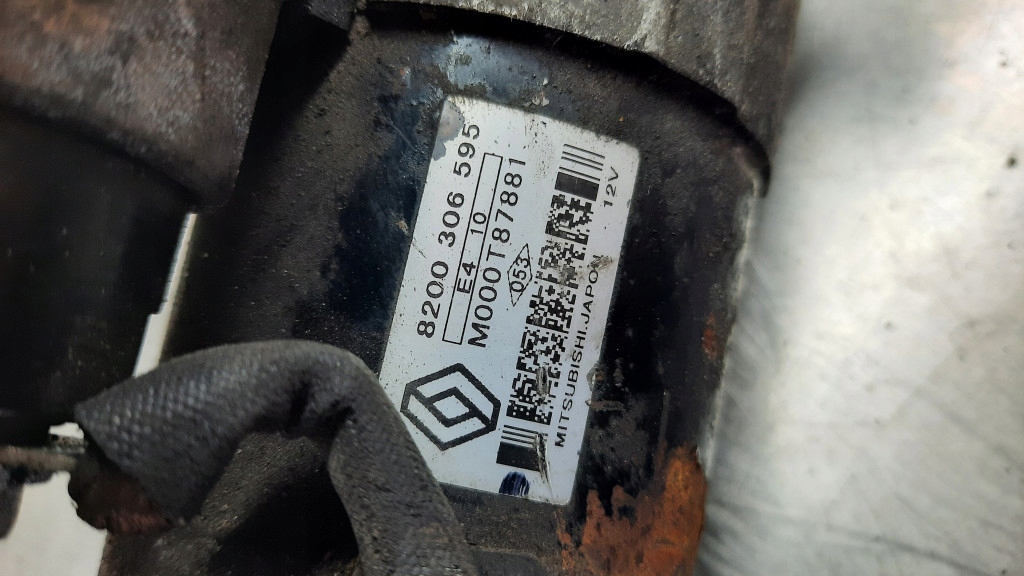 8200 306 595
E4 10
M000T87881
053
12V
MITSUBISHI.JAPON